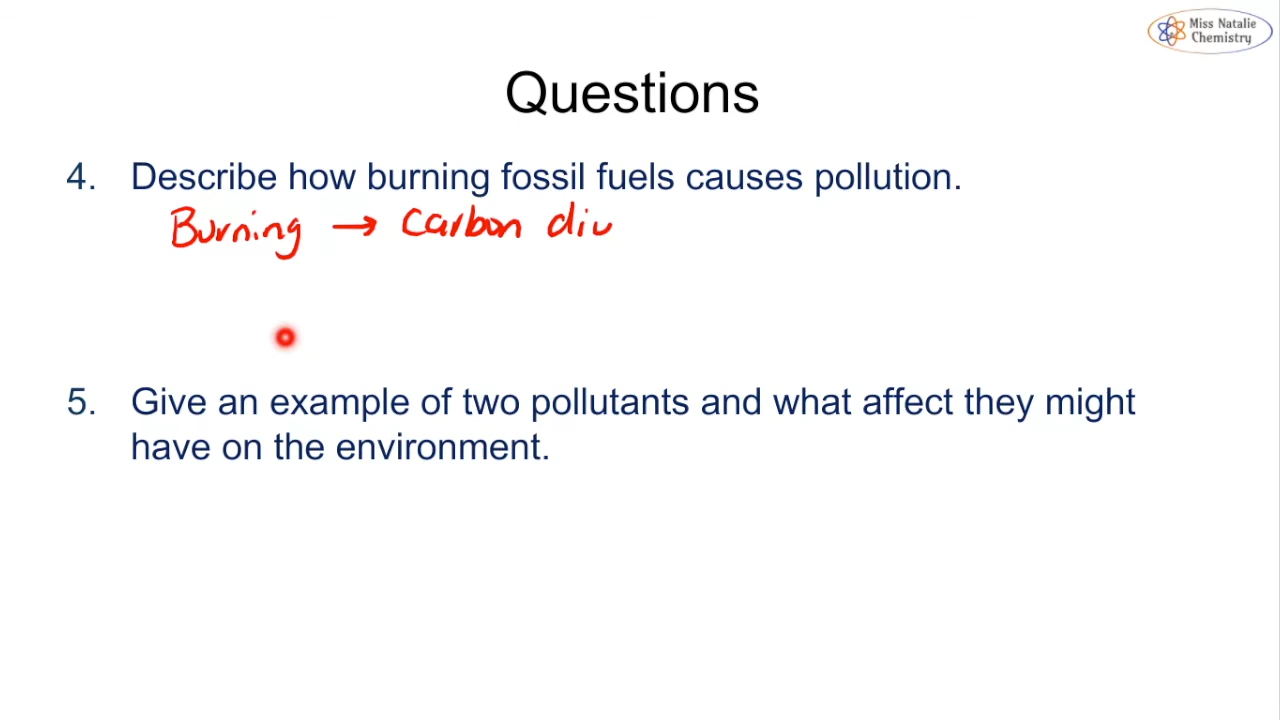 Miss Natalie
Chemistry
Questions
4. Describe how burning fossil fuels causes pollution.
Burning → Carbon dio
5. Give an example of two pollutants and what affect they might
have on the environment.